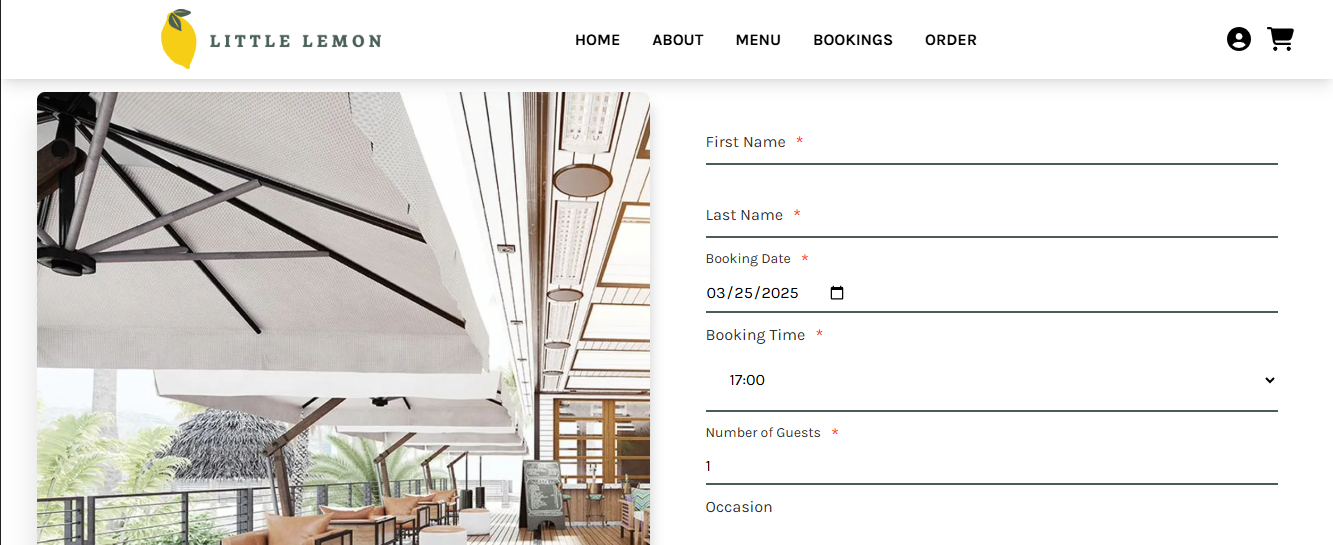 LITTLE LEMON
HOME ABOUT MENU BOOKINGS ORDER
First Name *
Last Name *
Booking Date *
03/25/2025
Booking Time *
17:00
Number of Guests *
1
Occasion